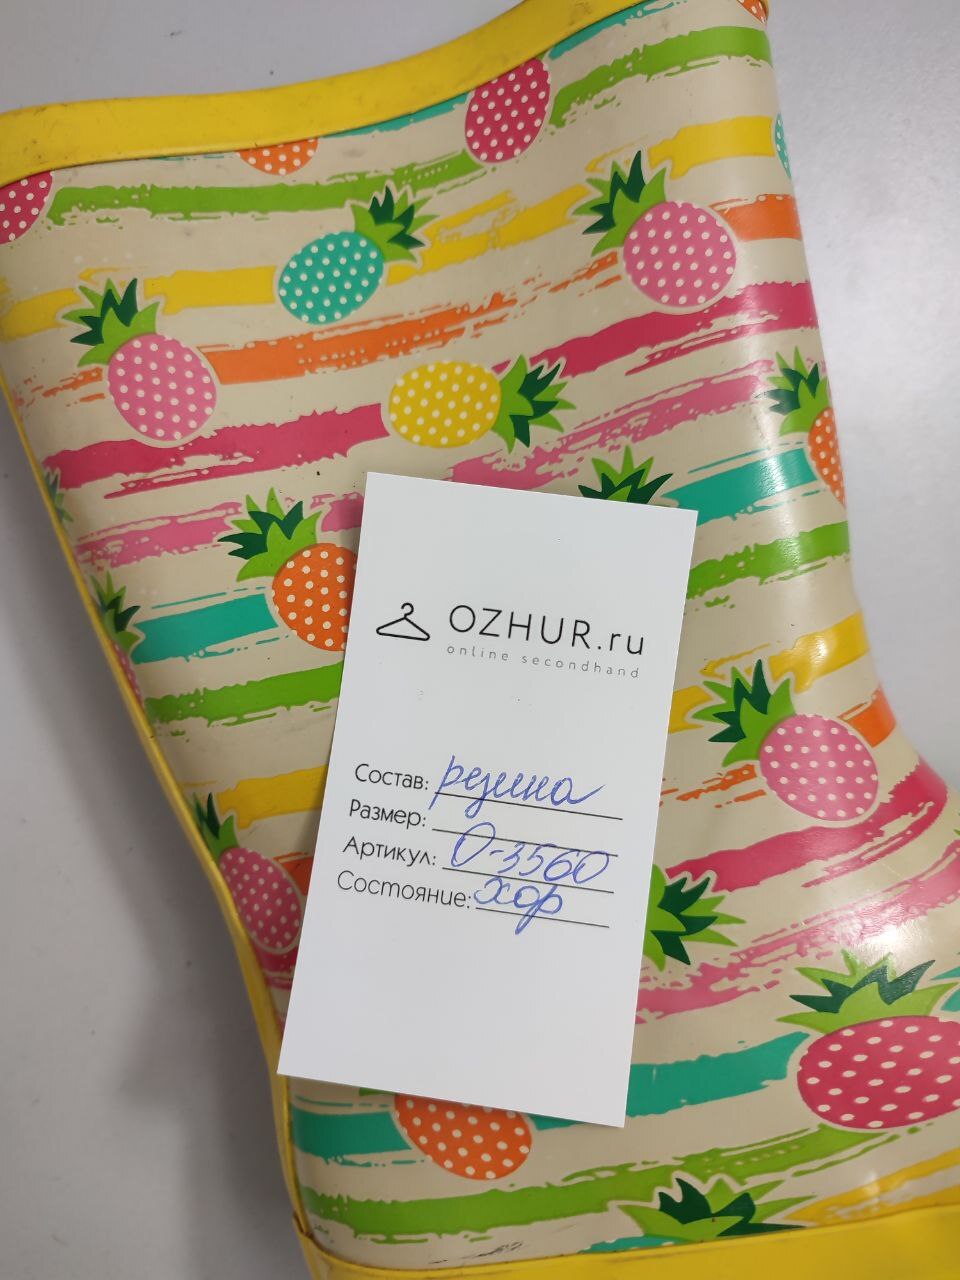 OZHUR.ru
online secondhand
Состав: резина
Размер:
Артикул: О-3560
Состояние: хор